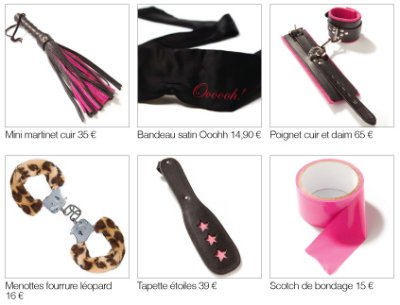 Oooooh!
Mini martinet cuir 35 €
Bandeau satin Ooohh 14,90 €
Poignet cuir et daim 65 €
Menottes fourrure léopard
16 €
Tapette étoiles 39 €
Scotch de bondage 15 €